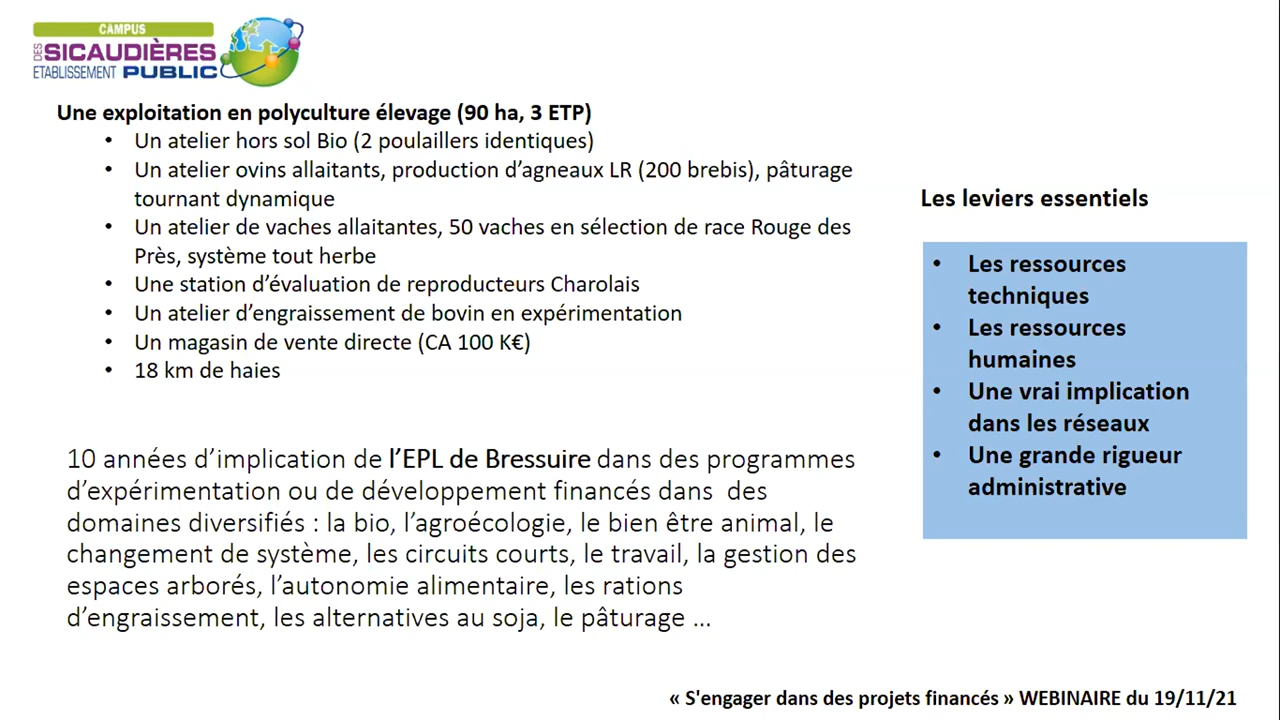 CAMPUS
DES SICAUDIÈRES
ETABLISSEMENT PUBLIC
Une exploitation en polyculture élevage (90 ha, 3 ETP)
• Un atelier hors sol Bio (2 poulaillers identiques)
• Un atelier ovins allaitants, production d’agneaux LR (200 brebis), pâturage
tournant dynamique
• Un atelier de vaches allaitantes, 50 vaches en sélection de race Rouge des
Près, système tout herbe
• Une station d’évaluation de reproducteurs Charolais
• Un atelier d’engraissement de bovin en expérimentation
• Un magasin de vente directe (CA 100 K€)
• 18 km de haies
10 années d’implication de l’EPL de Bressuire dans des programmes
d’expérimentation ou de développement financés dans des
domaines diversifiés : la bio, l’agroécologie, le bien être animal, le
changement de système, les circuits courts, le travail, la gestion des
espaces arborés, l’autonomie alimentaire, les rations
d’engraissement, les alternatives au soja, le pâturage ...
Les leviers essentiels
• Les ressources
techniques
• Les ressources
humaines
• Une vrai implication
dans les réseaux
• Une grande rigueur
administrative
« S'engager dans des projets financés » WEBINAIRE du 19/11/21